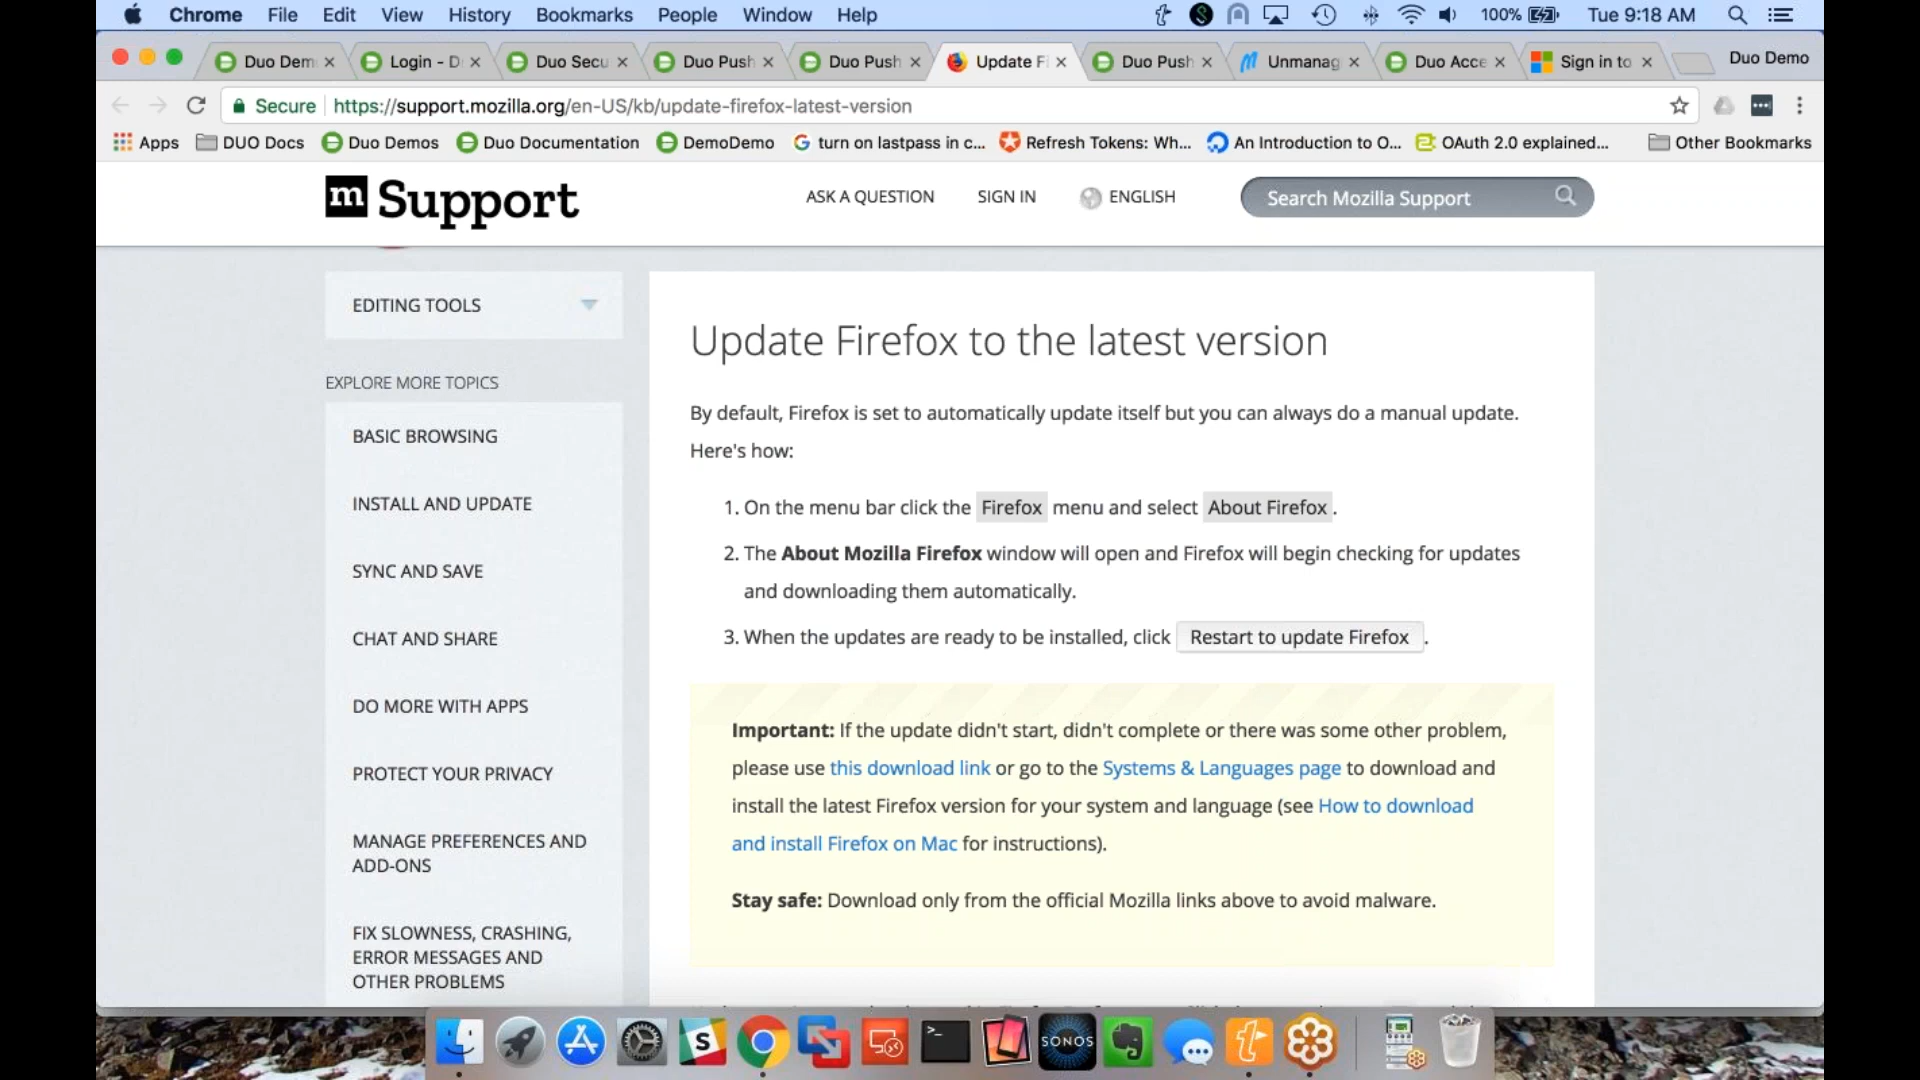 Chrome File Edit View History Bookmarks People Window Help 100% Tue 9:18 AM
Duo Dem Login - D Duo Secu Duo Push Duo Push Update Fi Duo Push Unmanag Duo Acce Sign in to Duo Demo
Secure https://support.mozilla.org/en-US/kb/update-firefox-latest-version
Apps DUO Docs Duo Demos Duo Documentation DemoDemo turn on lastpass in c... Refresh Tokens: Wh... An Introduction to O... OAuth 2.0 explained... Other Bookmarks
m Support ASK A QUESTION SIGN IN ENGLISH Search Mozilla Support
EDITING TOOLS
EXPLORE MORE TOPICS
BASIC BROWSING
INSTALL AND UPDATE
SYNC AND SAVE
CHAT AND SHARE
DO MORE WITH APPS
PROTECT YOUR PRIVACY
MANAGE PREFERENCES AND
ADD-ONS
FIX SLOWNESS, CRASHING,
ERROR MESSAGES AND
OTHER PROBLEMS
Update Firefox to the latest version
By default, Firefox is set to automatically update itself but you can always do a manual update.
Here's how:
1. On the menu bar click the Firefox menu and select About Firefox.
2. The About Mozilla Firefox window will open and Firefox will begin checking for updates
and downloading them automatically.
3. When the updates are ready to be installed, click Restart to update Firefox.
Important: If the update didn't start, didn't complete or there was some other problem,
please use this download link or go to the Systems & Languages page to download and
install the latest Firefox version for your system and language (see How to download
and install Firefox on Mac for instructions).
Stay safe: Download only from the official Mozilla links above to avoid malware.
SONOS